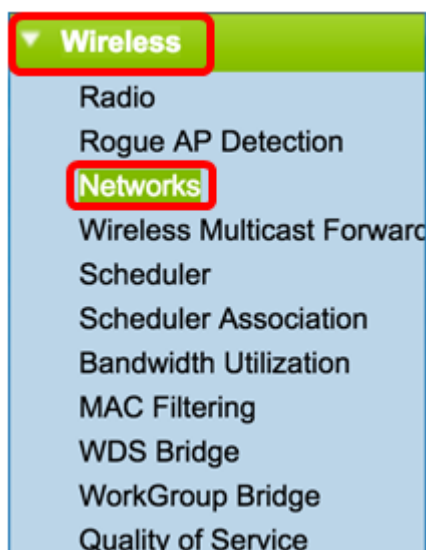 Wireless
Radio
Rogue AP Detection
Networks
Wireless Multicast Forward
Scheduler
Scheduler Association
Bandwidth Utilization
MAC Filtering
WDS Bridge
WorkGroup Bridge
Quality of Service